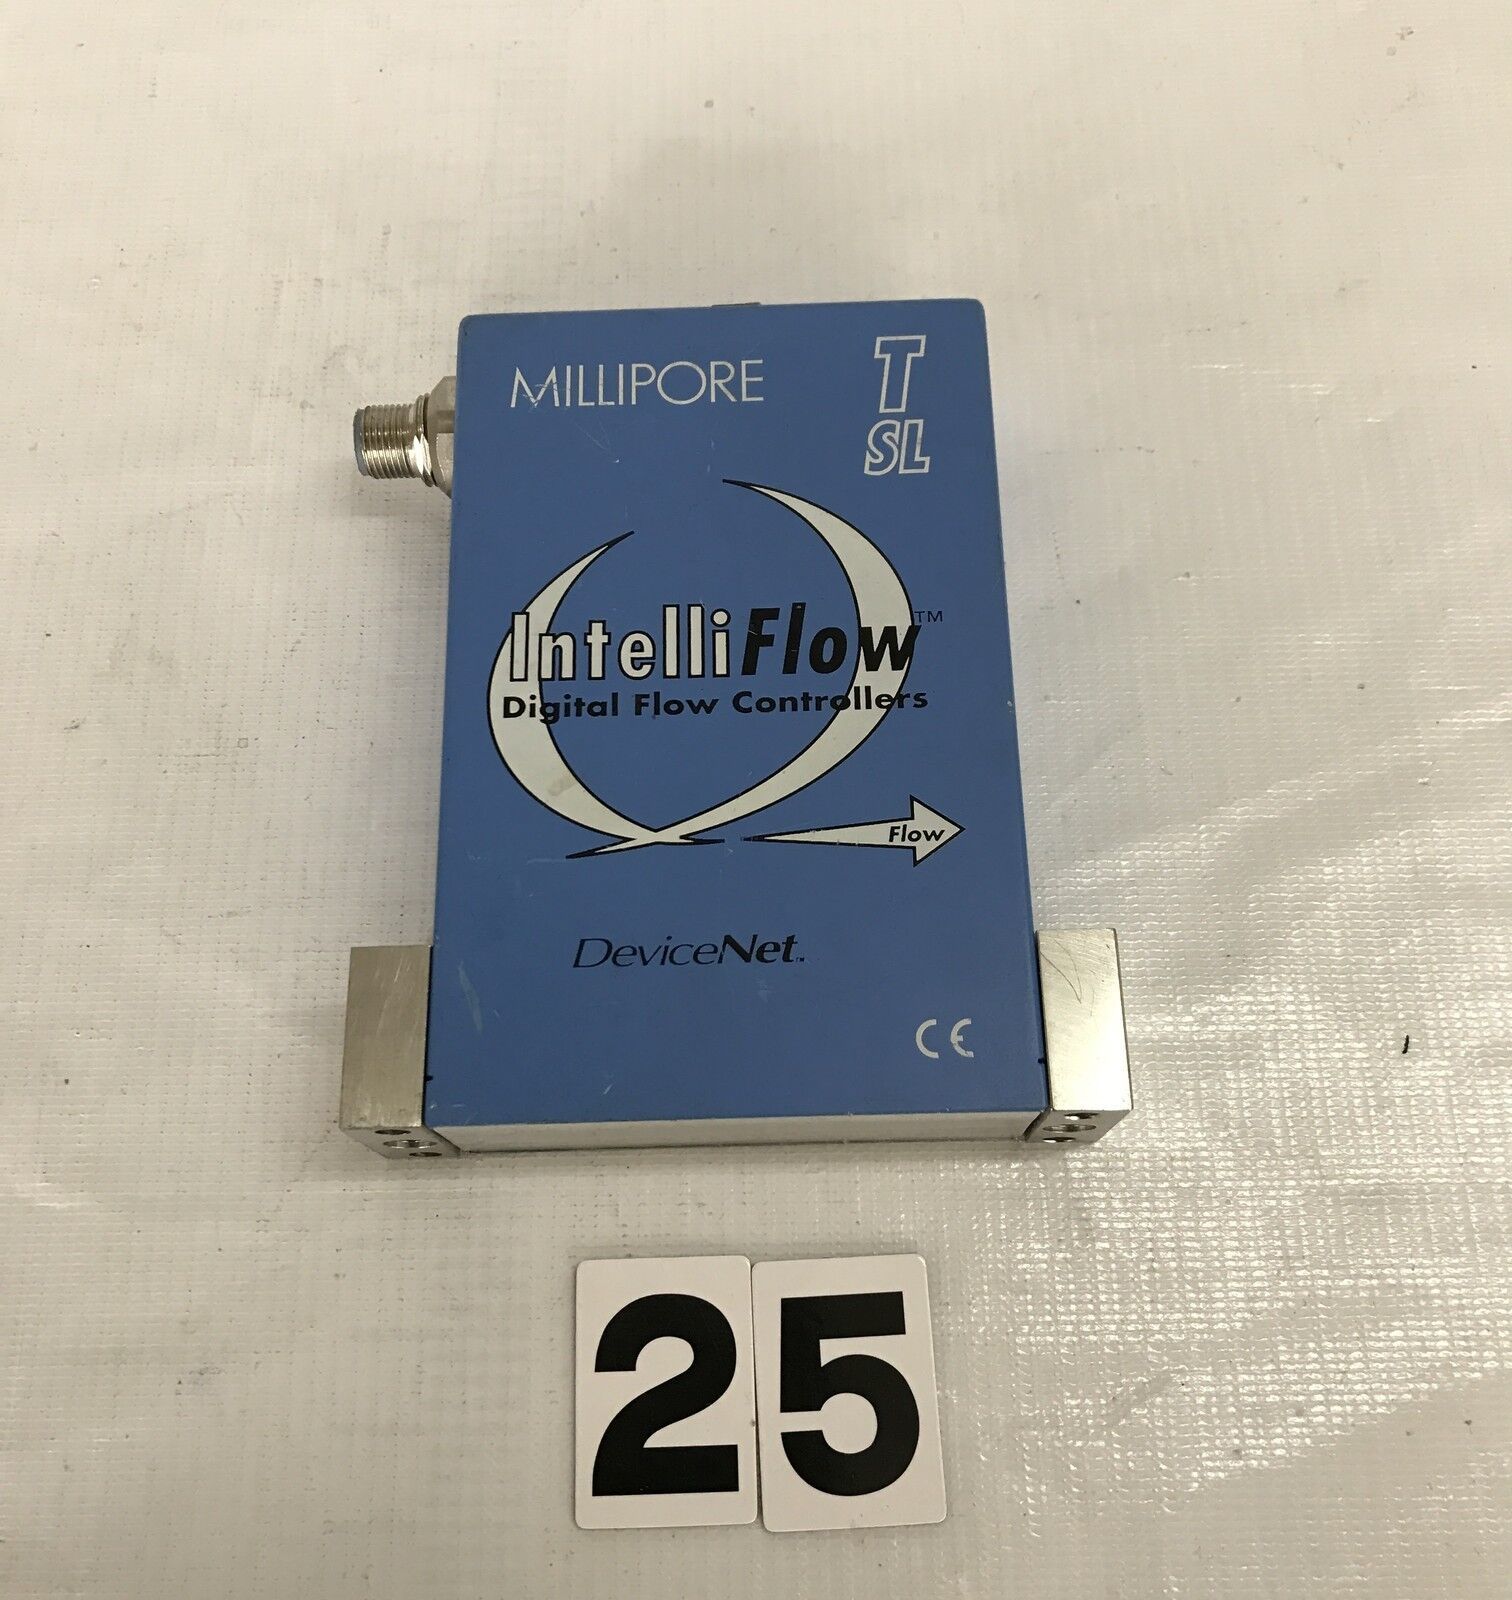 MILLIPORE
T
SL
IntelliFlow™
Digital Flow Controllers
Flow
DeviceNet™
CE
25